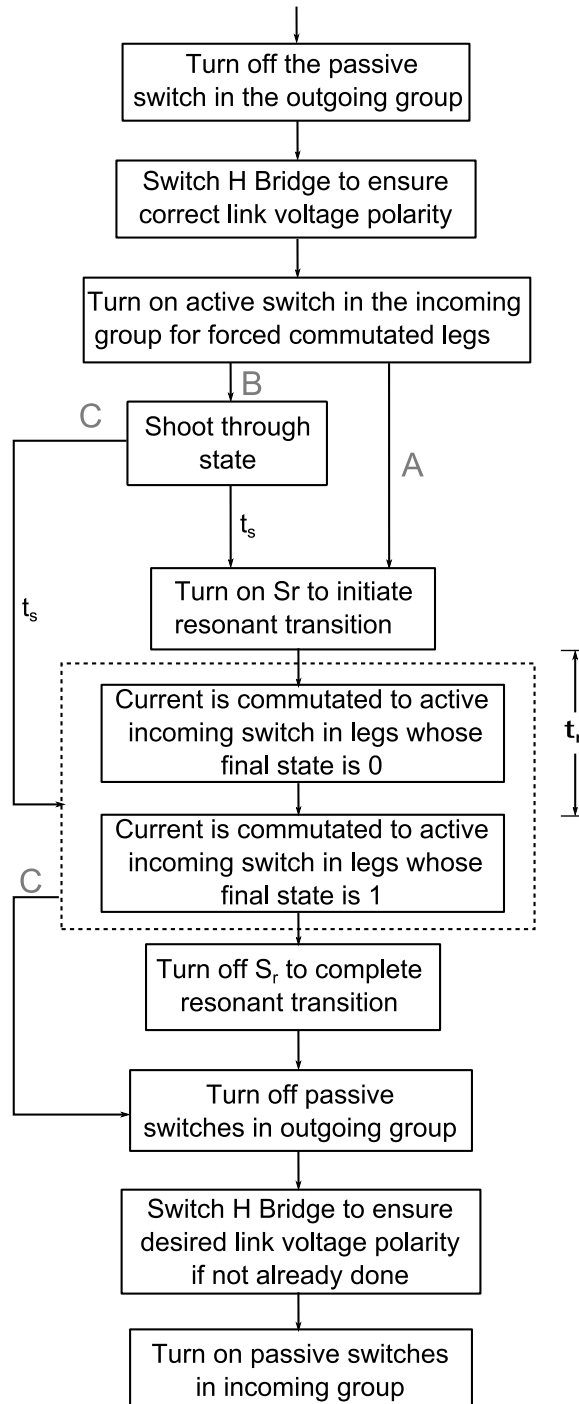 Turn off the passive
switch in the outgoing group
Switch H Bridge to ensure
correct link voltage polarity
Turn on active switch in the incoming
group for forced commutated legs
B
C
Shoot through
state
A
t_s
Turn on Sr to initiate
resonant transition
t_s
Current is commutated to active
incoming switch in legs whose
final state is 0
Current is commutated to active
incoming switch in legs whose
final state is 1
C
Turn off S_r to complete
resonant transition
Turn off passive
switches in outgoing group
Switch H Bridge to ensure
desired link voltage polarity
if not already done
Turn on passive switches
in incoming group